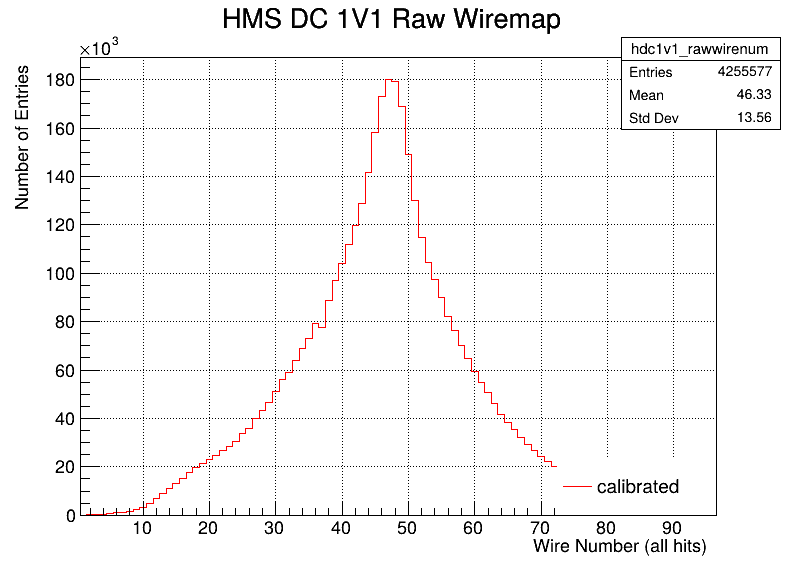 HMS DC 1V1 Raw Wiremap
×10³
hdc1v1_rawwirenum
Entries 4255577
Mean 46.33
Std Dev 13.56
Number of Entries
180
160
140
120
100
80
60
40
20
0
calibrated
10 20 30 40 50 60 70 80 90
Wire Number (all hits)